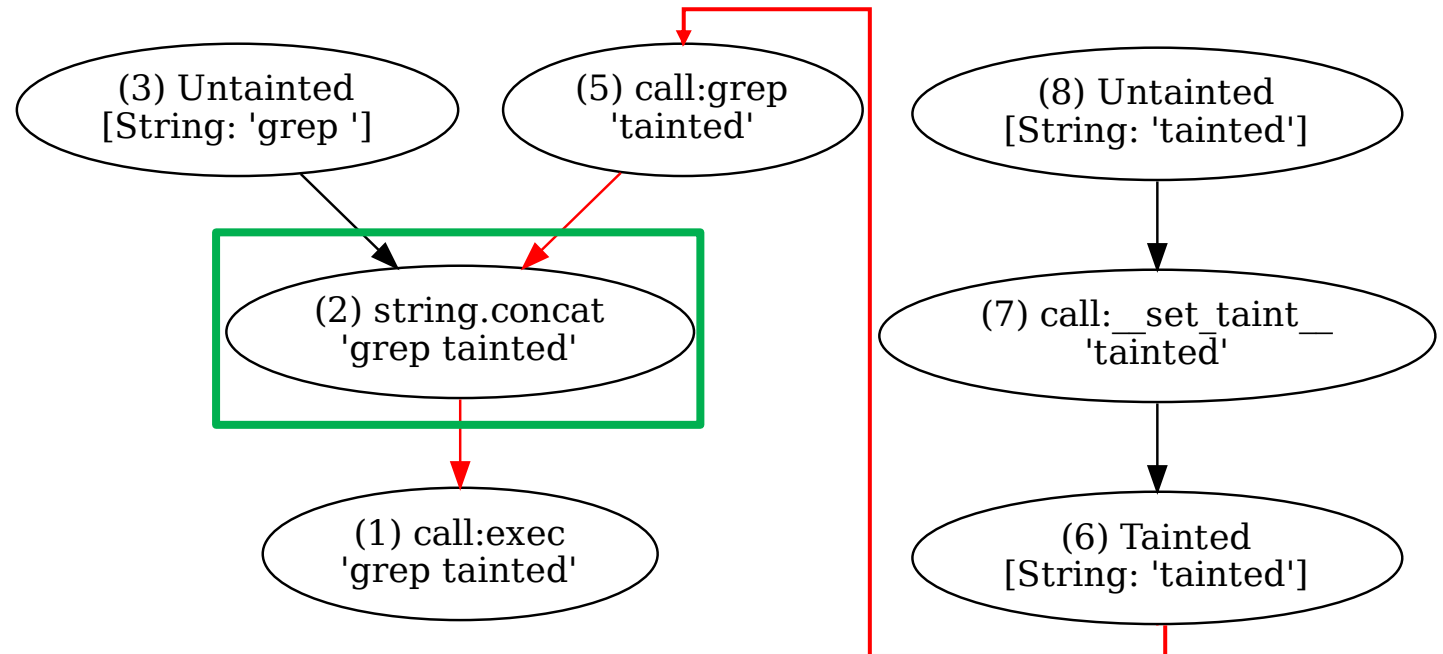 (3) Untainted
[String: 'grep ']
(5) call:grep
'tainted'
(8) Untainted
[String: 'tainted']
(2) string.concat
'grep tainted'
(7) call:__set_taint__
'tainted'
(1) call:exec
'grep tainted'
(6) Tainted
[String: 'tainted']